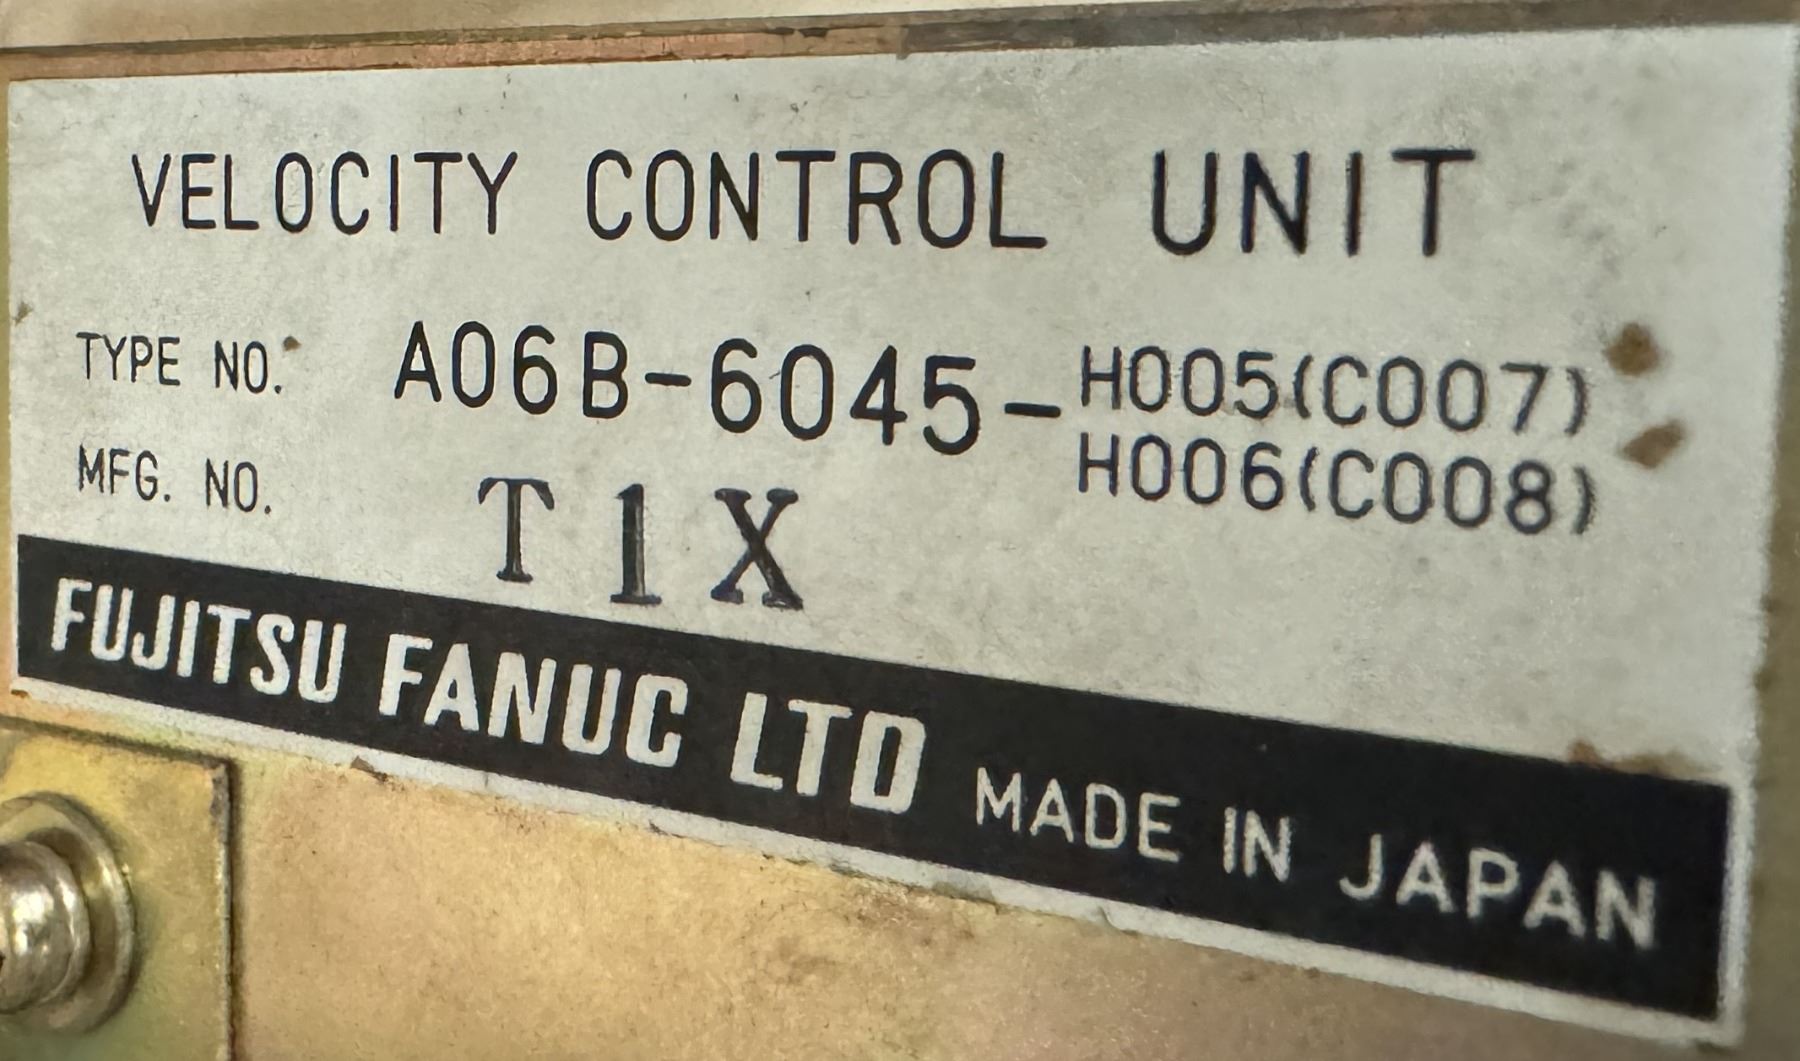 VELOCITY CONTROL UNIT
TYPE NO. A06B-6045-H005(C007)
H006(C008)
MFG. NO. T1X
FUJITSU FANUC LTD MADE IN JAPAN